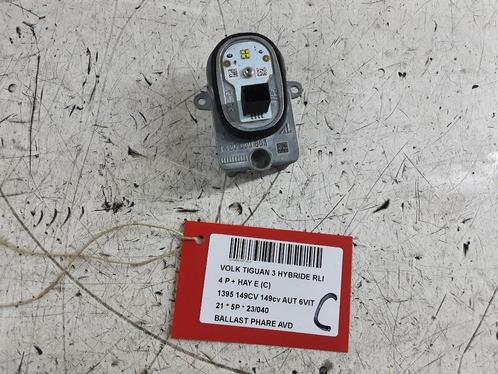 VOLK TIGUAN 3 HYBRIDE RLI
4 P + HAY E (C)
1395 149CV 149cv AUT 6VIT
21 * 5P * 23/040
BALLAST PHARE AVD
C